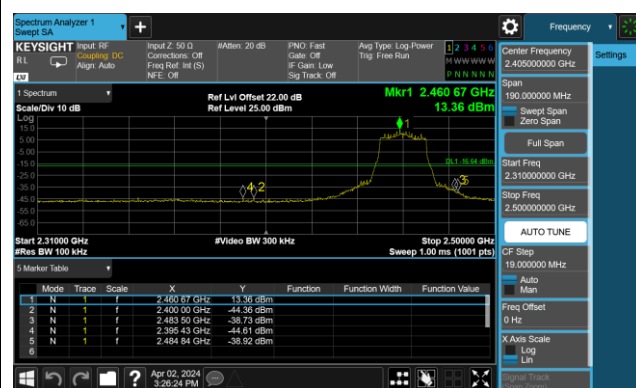 Spectrum Analyzer 1
Swept SA
Frequency
KEYSIGHT
RL
Input: RF
Coupling: DC
Align: Auto
Input Z: 50 Ω
Corrections: Off
Freq Ref: Int (S)
NFE: Off
#Atten: 20 dB
PNO: Fast
Gate: Off
IF Gain: Low
Sig Track: Off
Avg Type: Log-Power
Trig: Free Run
1 2 3 4 5 6
M W W W W W
P N N N N N
1 Spectrum
Scale/Div 10 dB
Ref Lvl Offset 22.00 dB
Ref Level 25.00 dBm
Mkr1 2.460 67 GHz
13.36 dBm
Log
15.0
5.00
-5.00
-15.0
-25.0
-35.0
-45.0
-55.0
-65.0
1
DL1 -16.64 dBm
4
2
3
5
Start 2.31000 GHz
#Res BW 100 kHz
#Video BW 300 kHz
Stop 2.50000 GHz
Sweep 1.00 ms (1001 pts)
5 Marker Table
Mode Trace Scale X Y Function Function Width Function Value
1 N 1 f 2.460 67 GHz 13.36 dBm
2 N 1 f 2.400 00 GHz -44.36 dBm
3 N 1 f 2.483 50 GHz -38.73 dBm
4 N 1 f 2.395 43 GHz -44.61 dBm
5 N 1 f 2.484 84 GHz -38.92 dBm
6
Apr 02, 2024
3:26:24 PM
Center Frequency
2.405000000 GHz
Settings
Span
190.000000 MHz
Swept Span
Zero Span
Full Span
Start Freq
2.310000000 GHz
Stop Freq
2.500000000 GHz
AUTO TUNE
CF Step
19.000000 MHz
Auto
Man
Freq Offset
0 Hz
X Axis Scale
Log
Lin
Signal Track